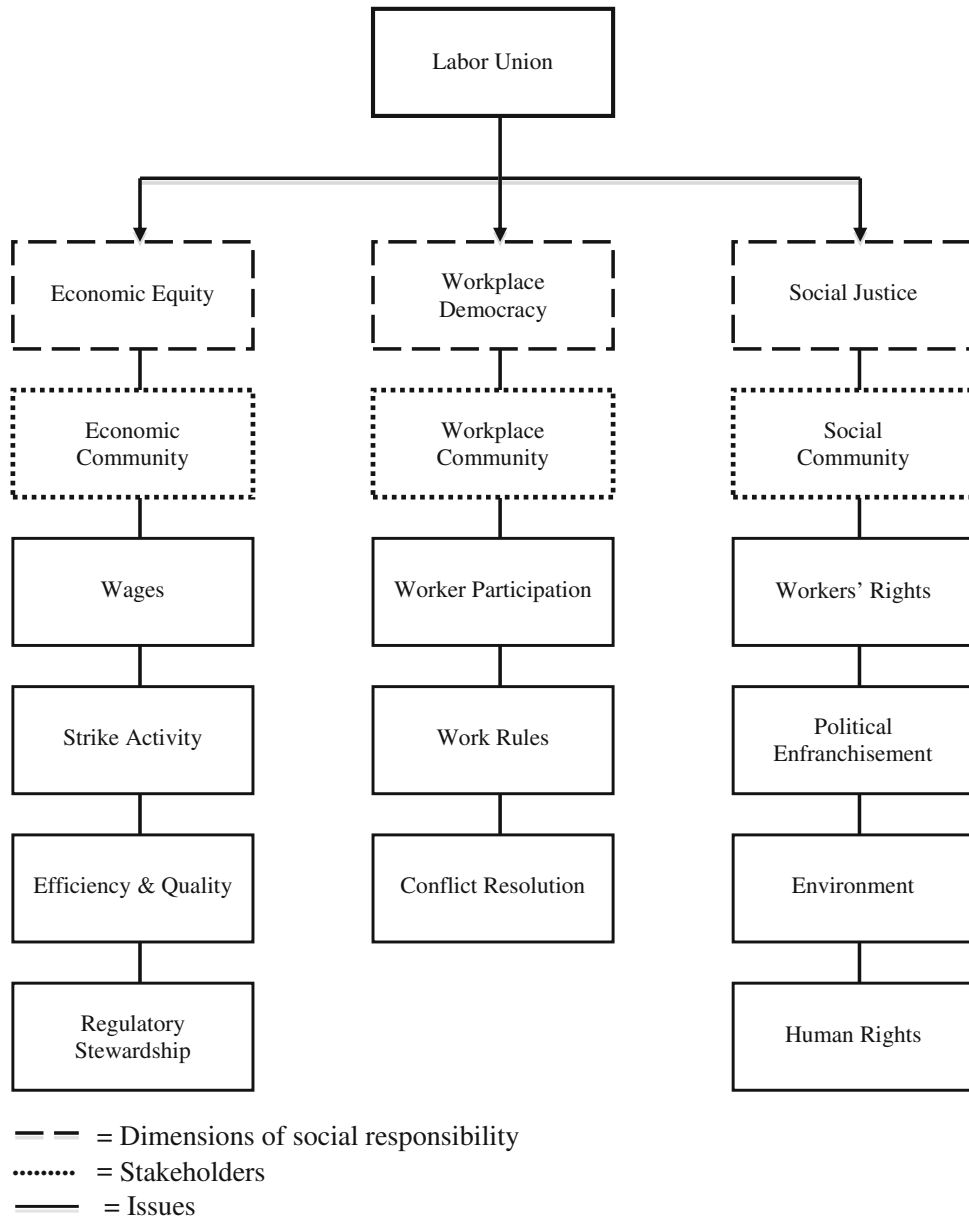 Labor Union
Economic Equity
Workplace
Democracy
Social Justice
Economic
Community
Workplace
Community
Social
Community
Wages
Worker Participation
Workers’ Rights
Strike Activity
Work Rules
Political
Enfranchisement
Efficiency & Quality
Conflict Resolution
Environment
Regulatory
Stewardship
Human Rights
= Dimensions of social responsibility
= Stakeholders
= Issues